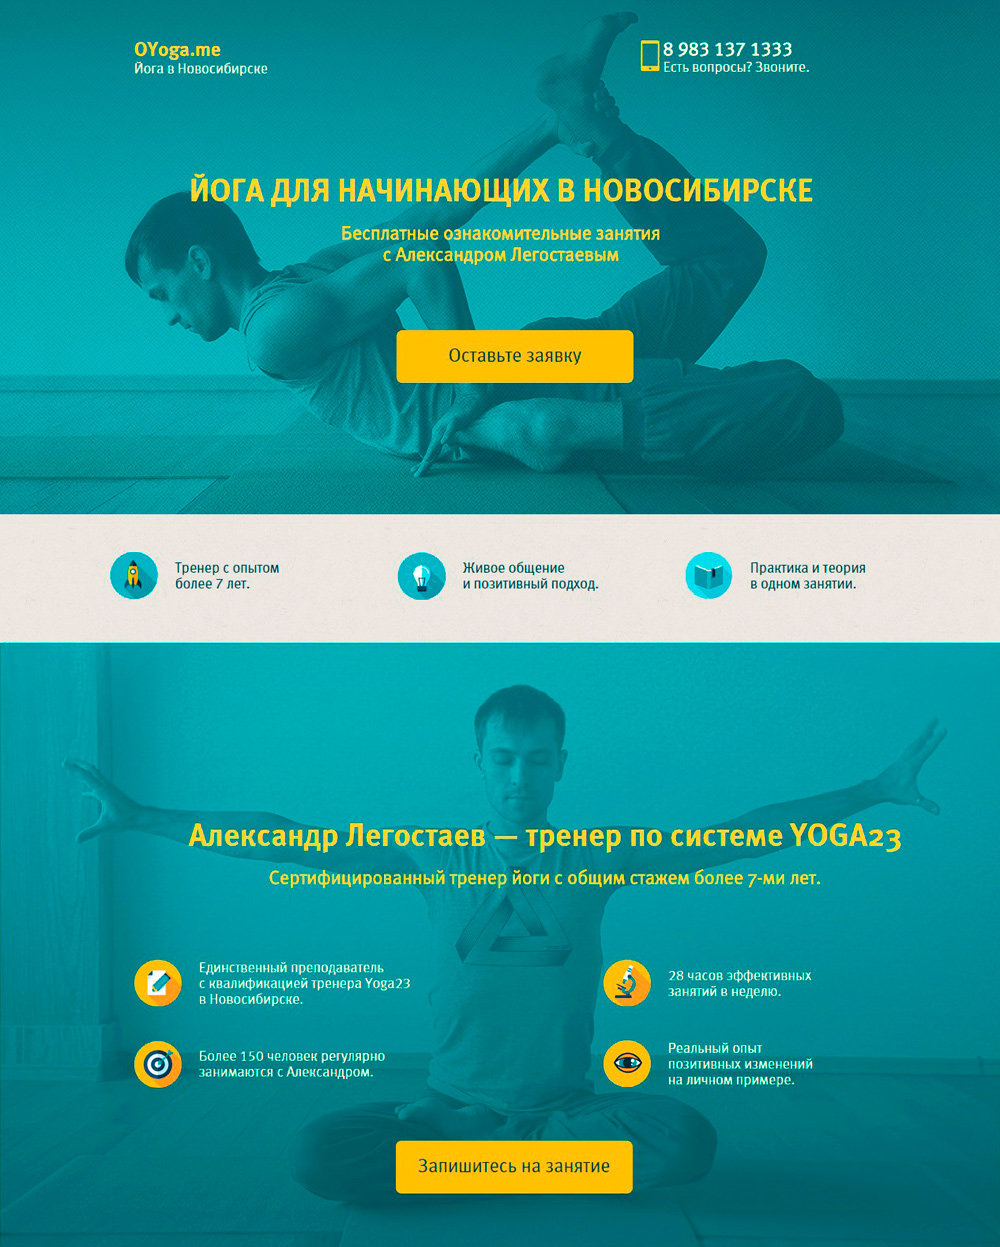 OYoga.me
Йога в Новосибирске
8 983 137 1333
Есть вопросы? Звоните.
ЙОГА ДЛЯ НАЧИНАЮЩИХ В НОВОСИБИРСКЕ
Бесплатные ознакомительные занятия
с Александром Легостаевым
Оставьте заявку
Тренер с опытом
более 7 лет.
Живое общение
и позитивный подход.
Практика и теория
в одном занятии.
Александр Легостаев — тренер по системе YOGA23
Сертифицированный тренер йоги с общим стажем более 7-ми лет.
Единственный преподаватель
с квалификацией тренера Yoga23
в Новосибирске.
28 часов эффективных
занятий в неделю.
Более 150 человек регулярно
занимаются с Александром.
Реальный опыт
позитивных изменений
на личном примере.
Запишитесь на занятие